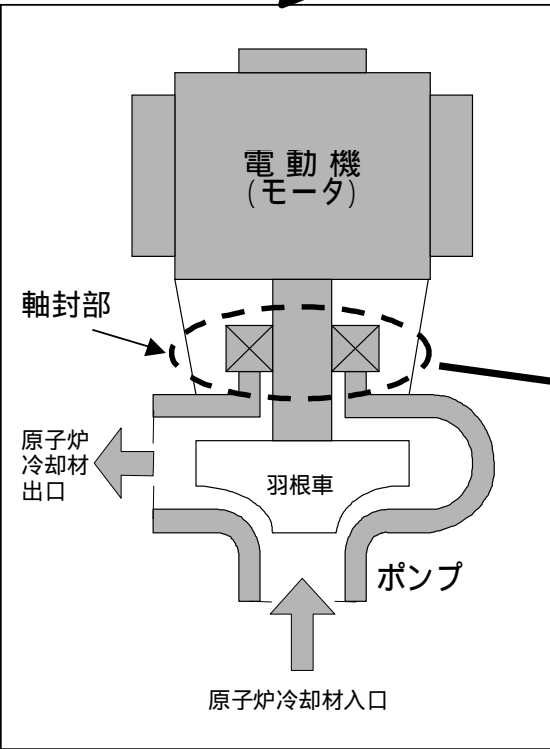 電動機
(モータ)
軸封部
原子炉
冷却材
出口
羽根車
ポンプ
原子炉冷却材入口